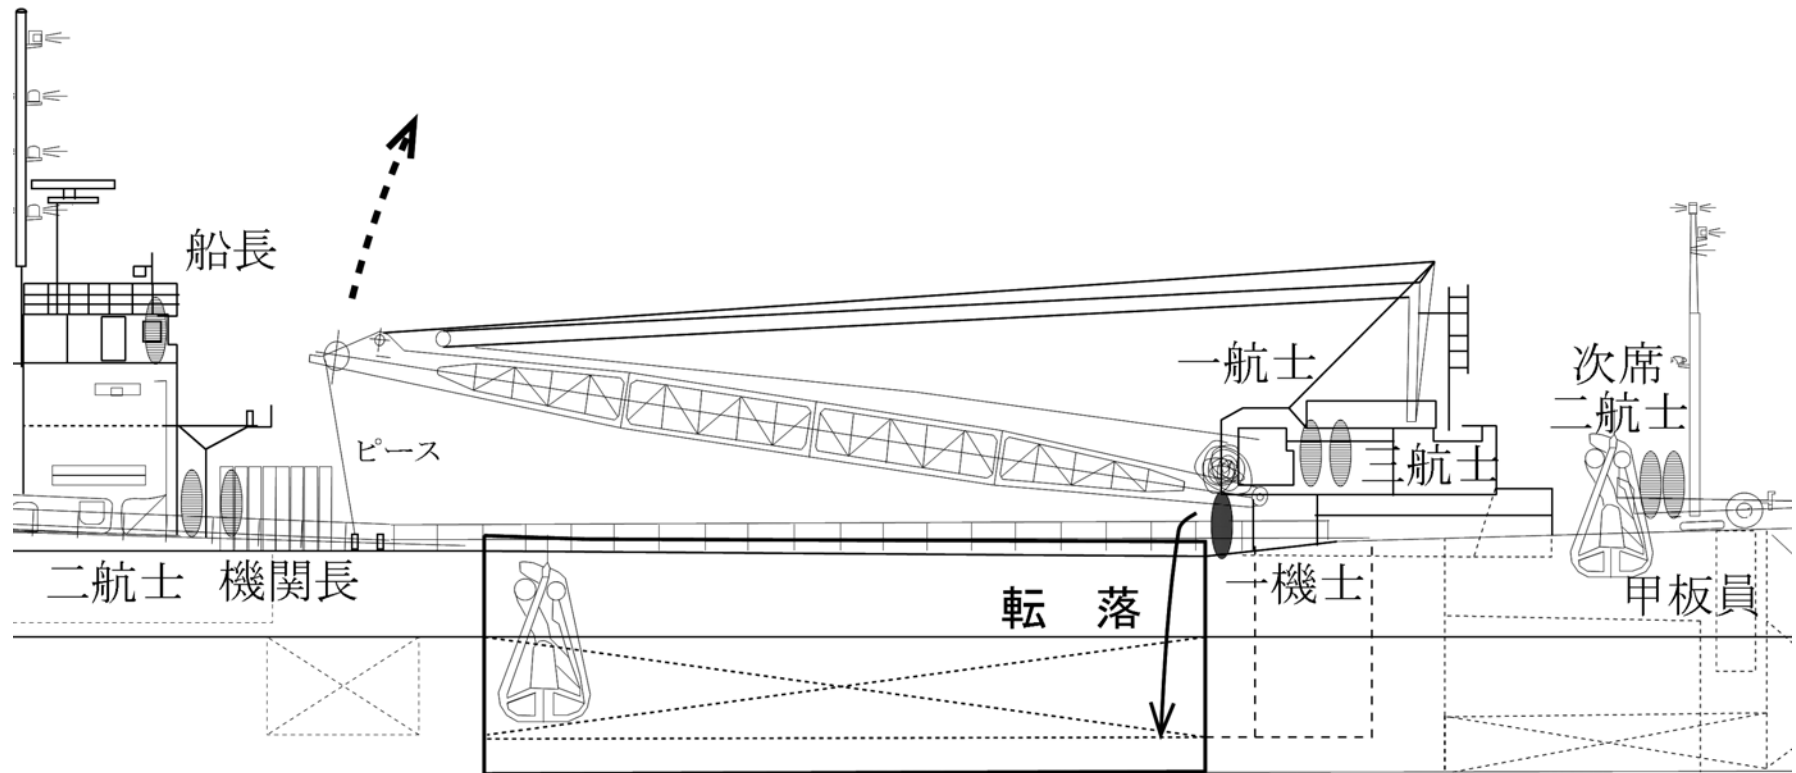 船長
ピース
一航士
三航士
次席
二航士
二航士
機関長
転 落
一機士
甲板員